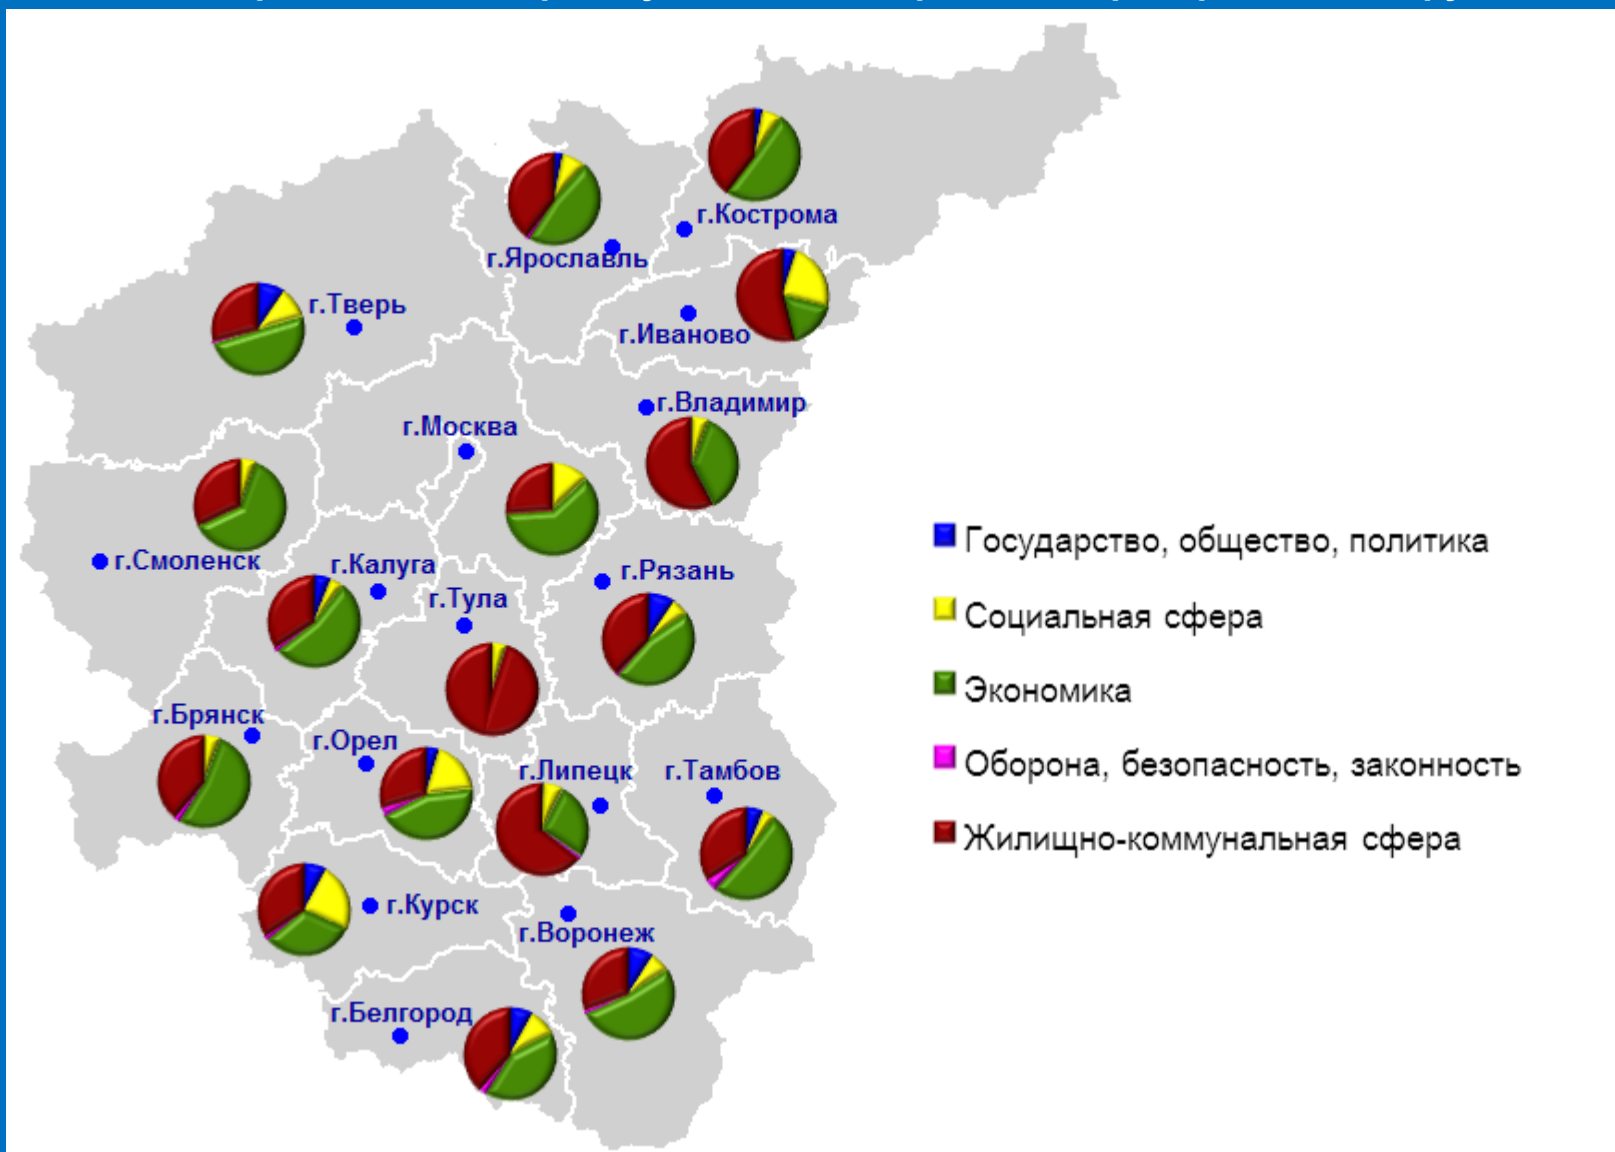 г.Кострома
г.Ярославль
г.Тверь
г.Иваново
г.Владимир
г.Москва
г.Смоленск
г.Калуга
г.Рязань
г.Тула
г.Брянск
г.Орел
г.Липецк
г.Тамбов
г.Курск
г.Воронеж
г.Белгород
Государство, общество, политика
Социальная сфера
Экономика
Оборона, безопасность, законность
Жилищно-коммунальная сфера